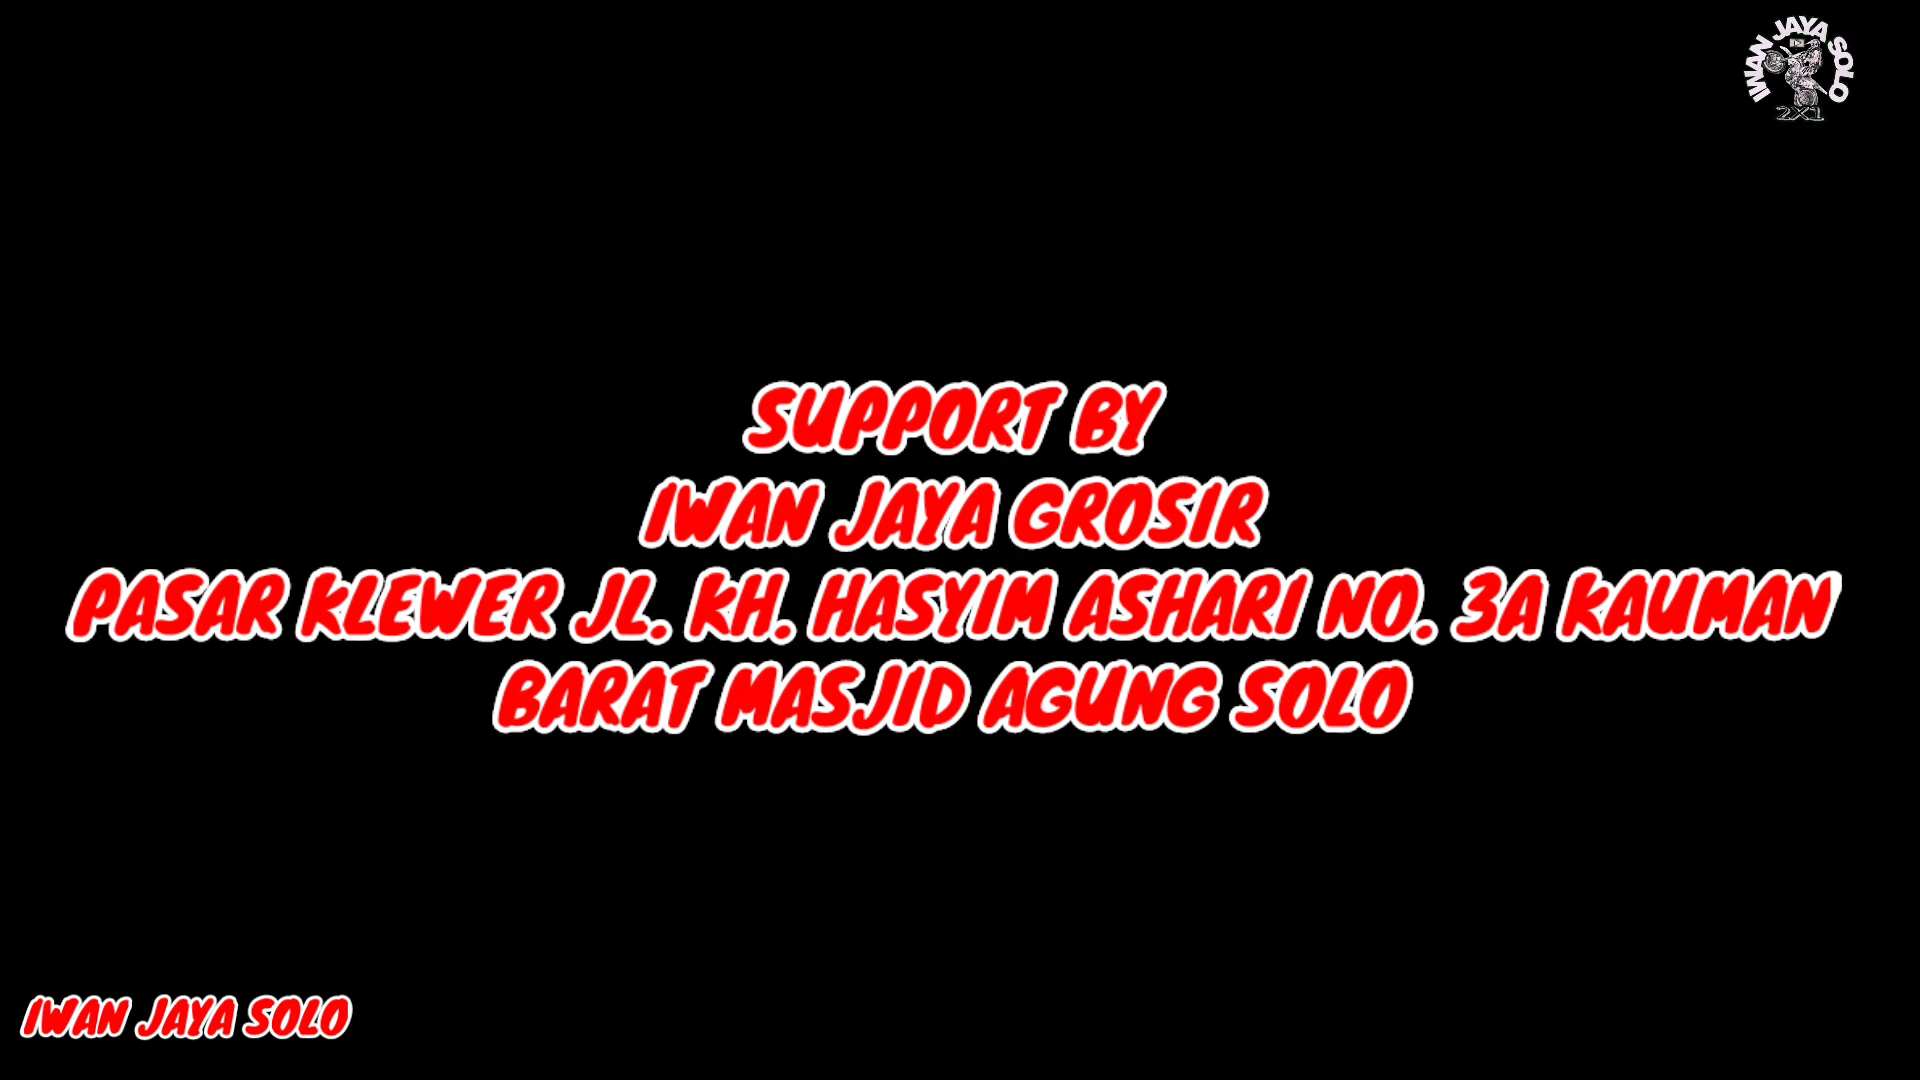 IWAN JAYA SOLO
2X1
SUPPORT BY
IWAN JAYA GROSIR
PASAR KLEWER JL. KH. HASYIM ASHARI NO. 3A KAUMAN
BARAT MASJID AGUNG SOLO
IWAN JAYA SOLO